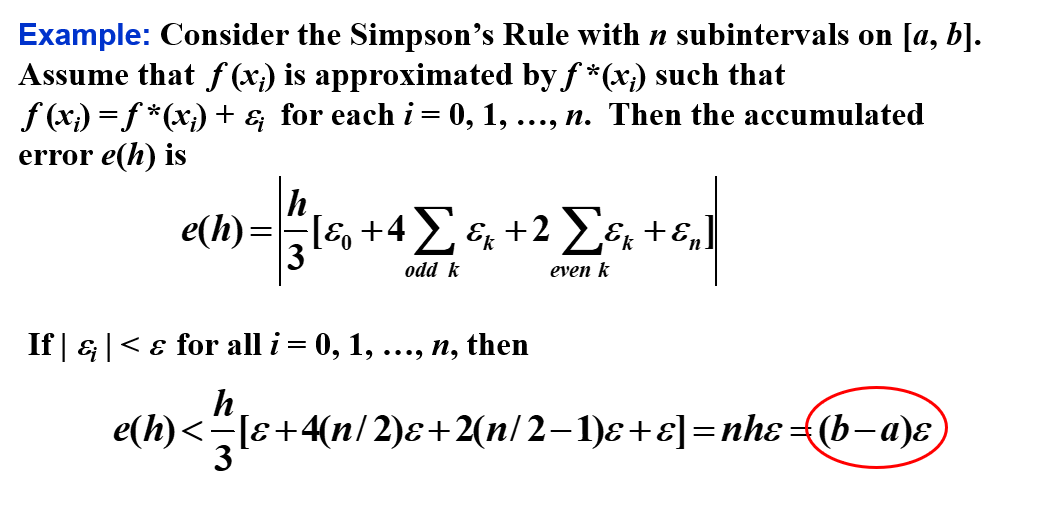 Example: Consider the Simpson's Rule with n subintervals on [a, b].
Assume that f (xᵢ) is approximated by f *(xᵢ) such that
f (xᵢ) = f *(xᵢ) + εᵢ for each i = 0, 1, …, n. Then the accumulated
error e(h) is
e(h) = | h/3 [ε₀ + 4 ∑_{odd k} εₖ + 2 ∑_{even k} εₖ + εₙ] |
If | εᵢ | < ε for all i = 0, 1, …, n, then
e(h) < h/3 [ε + 4(n/2)ε + 2(n/2 − 1)ε + ε] = nhε = (b − a)ε